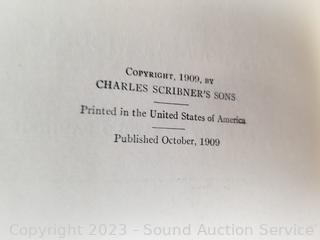 Copyright, 1909, by
CHARLES SCRIBNER'S SONS
Printed in the United States of America
Published October, 1909
Copyright 2023 - Sound Auction Service